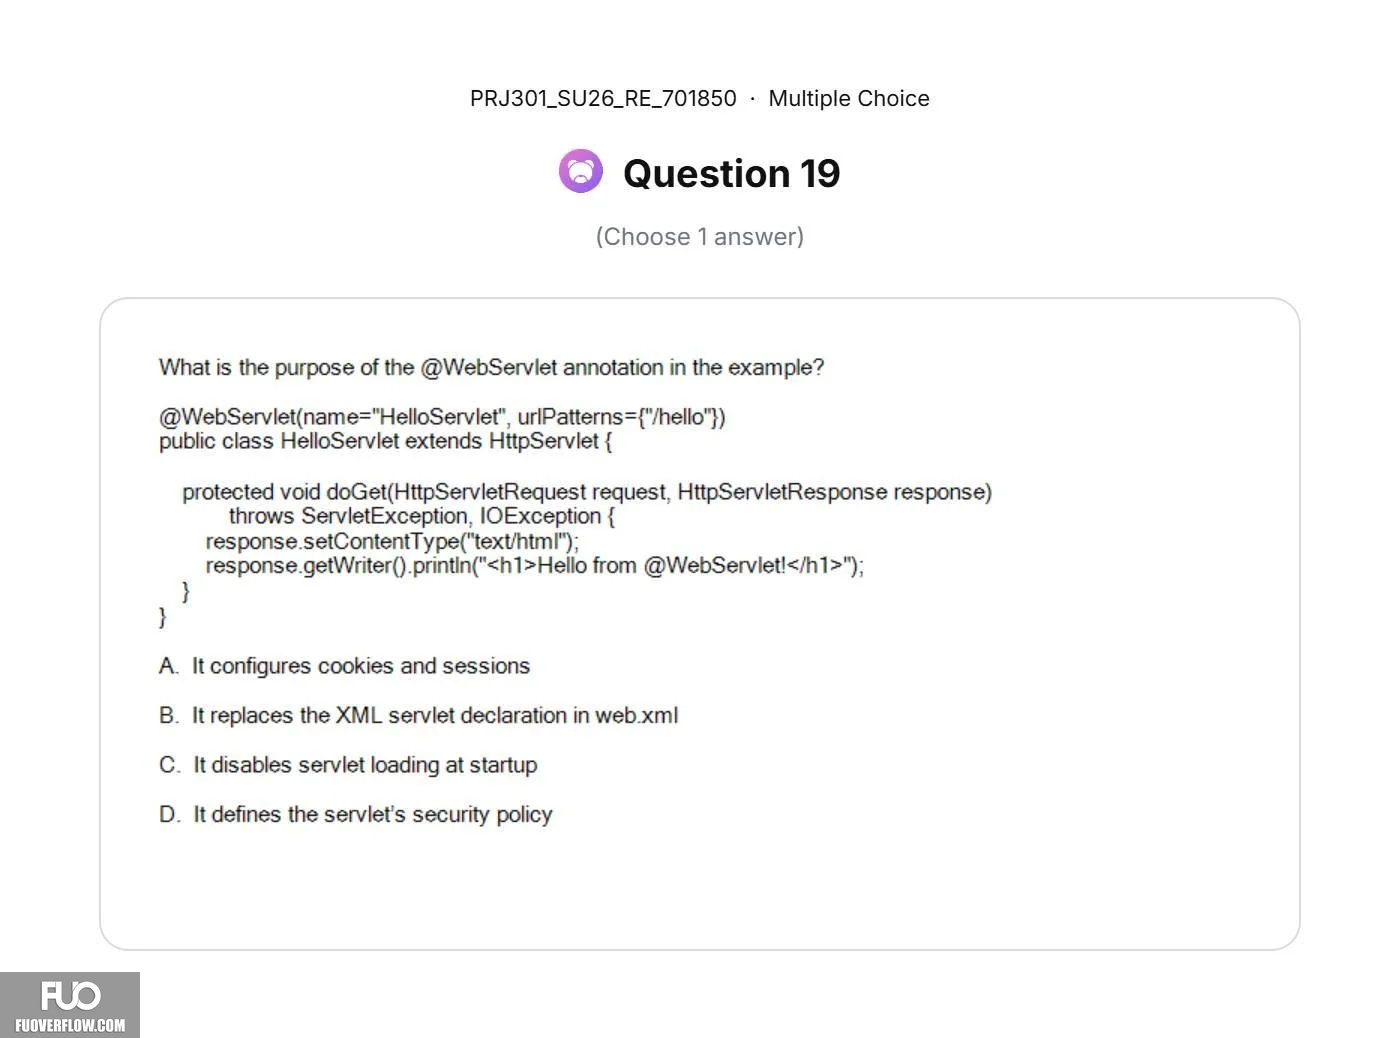 PRJ301_SU26_RE_701850 · Multiple Choice
Question 19
(Choose 1 answer)
What is the purpose of the @WebServlet annotation in the example?
@WebServlet(name="HelloServlet", urlPatterns={"/hello"})
public class HelloServlet extends HttpServlet {
protected void doGet(HttpServletRequest request, HttpServletResponse response)
throws ServletException, IOException {
response.setContentType("text/html");
response.getWriter().println("<h1>Hello from @WebServlet!</h1>");
}
}
A. It configures cookies and sessions
B. It replaces the XML servlet declaration in web.xml
C. It disables servlet loading at startup
D. It defines the servlet's security policy
FUO
FUOVERFLOW.COM